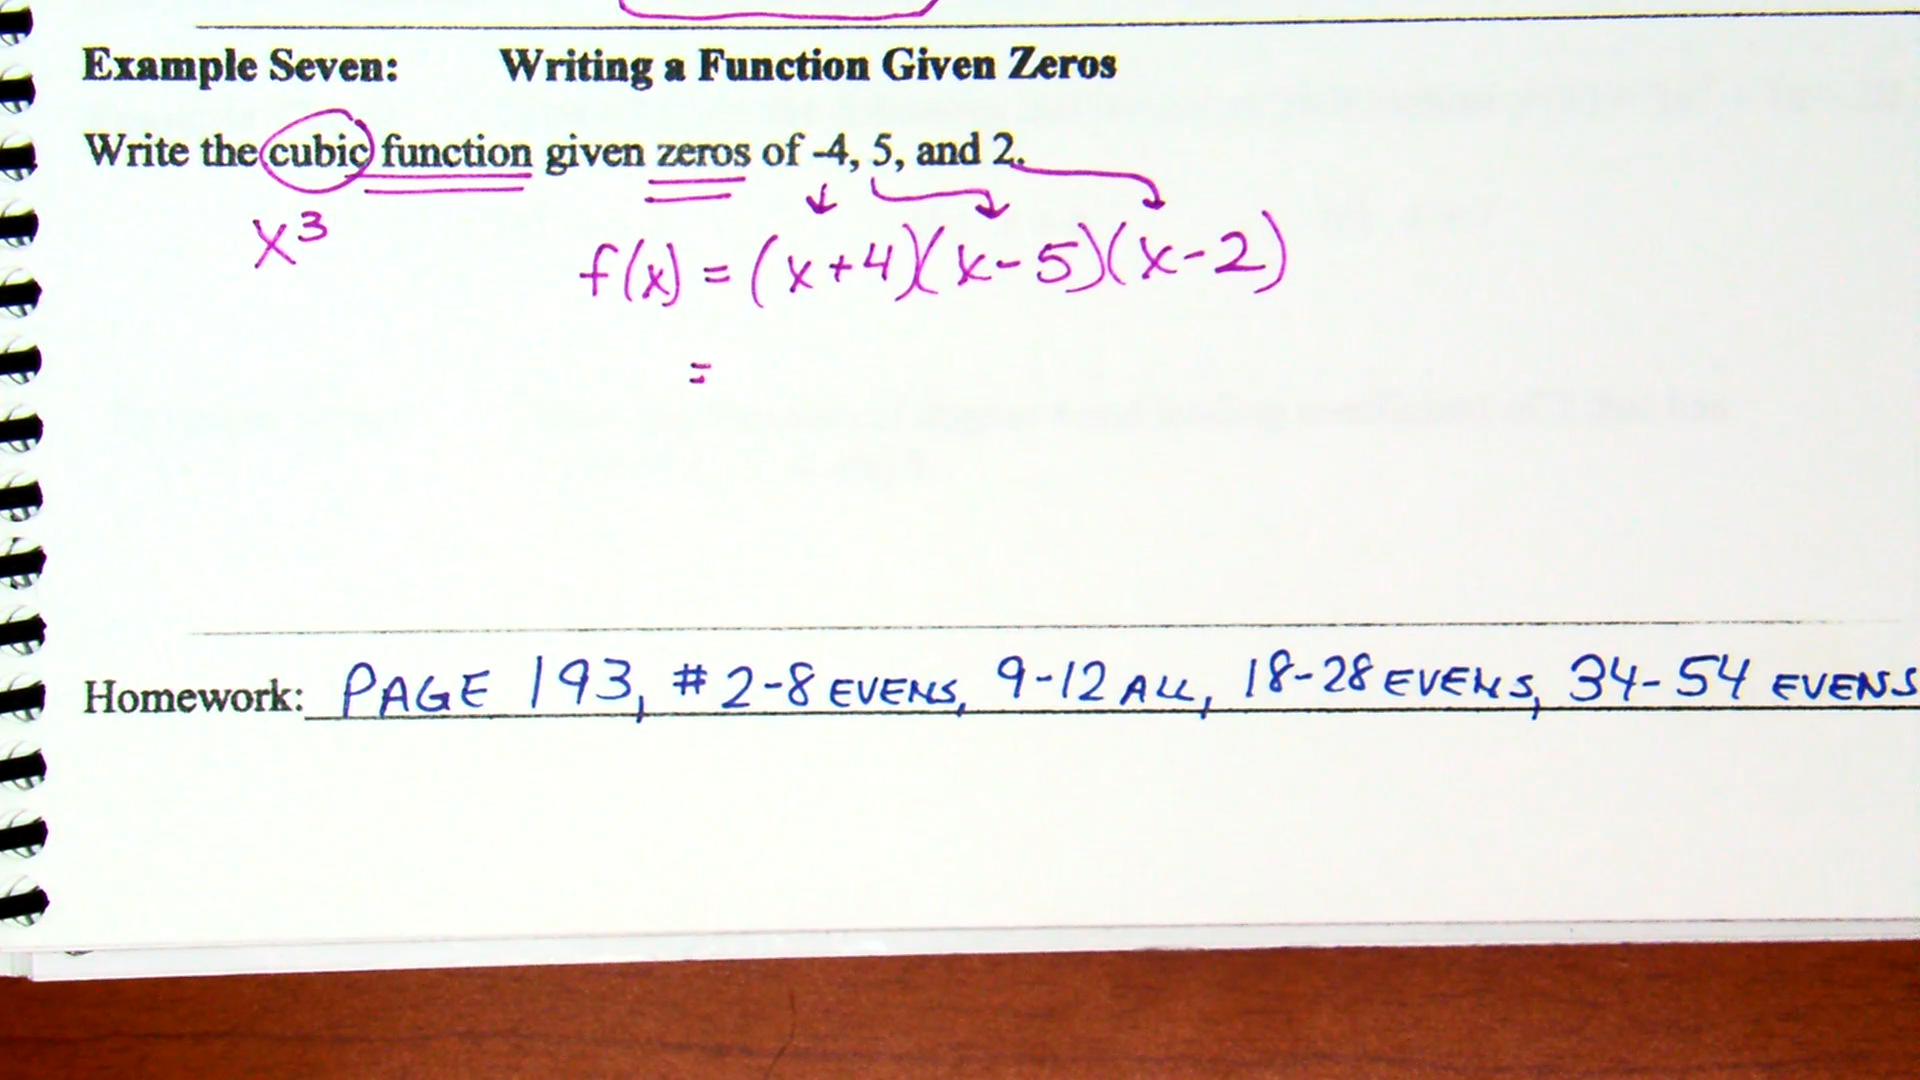 Example Seven: Writing a Function Given Zeros
Write the cubic function given zeros of -4, 5, and 2.
x³
f(x) = (x+4)(x-5)(x-2)
=
Homework: PAGE 193, # 2-8 EVENS, 9-12 ALL, 18-28 EVENS, 34-54 EVENS